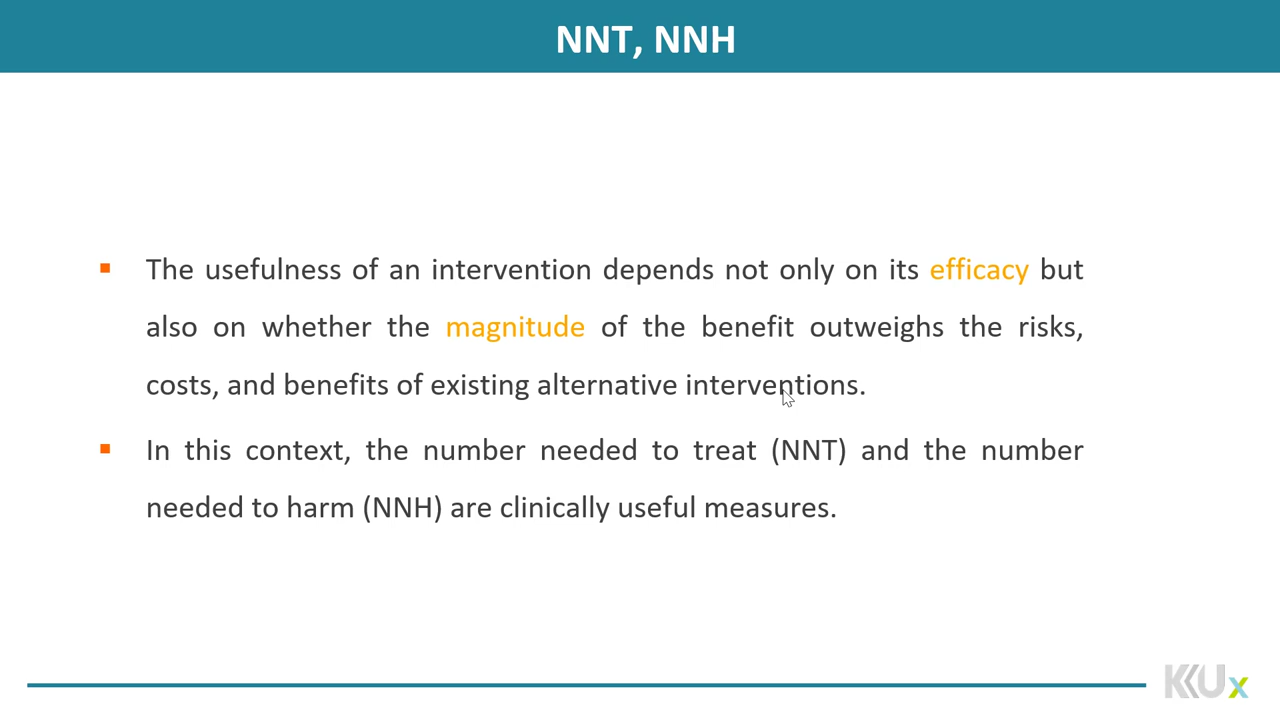 NNT, NNH
▪ The usefulness of an intervention depends not only on its efficacy but
also on whether the magnitude of the benefit outweighs the risks,
costs, and benefits of existing alternative interventions.
▪ In this context, the number needed to treat (NNT) and the number
needed to harm (NNH) are clinically useful measures.
KKUx